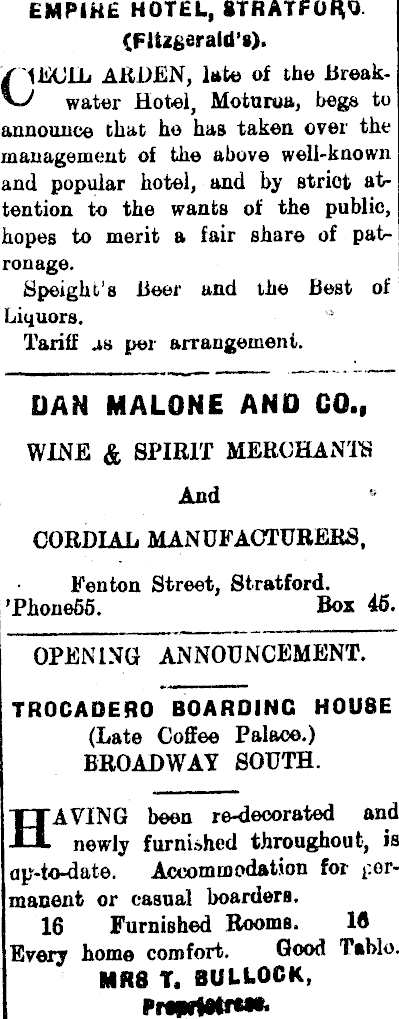 EMPIRE HOTEL, STRATFORD.
(Fitzgerald's).
CECIL ARDEN, late of the Break-
water Hotel, Moturoa, begs to
announce that he has taken over the
management of the above well-known
and popular hotel, and by strict at-
tention to the wants of the public,
hopes to merit a fair share of pat-
ronage.
Speight's Beer and the Best of
Liquors.
Tariff as per arrangement.
DAN MALONE AND CO.,
WINE & SPIRIT MERCHANTS
And
CORDIAL MANUFACTURERS,
Fenton Street, Stratford.
'Phone55. Box 45.
OPENING ANNOUNCEMENT.
TROCADERO BOARDING HOUSE
(Late Coffee Palace.)
BROADWAY SOUTH.
HAVING been re-decorated and
newly furnished throughout, is
up-to-date. Accommodation for per-
manent or casual boarders.
16 Furnished Rooms. 16
Every home comfort. Good Table.
MRS T. BULLOCK,
Proprietress.